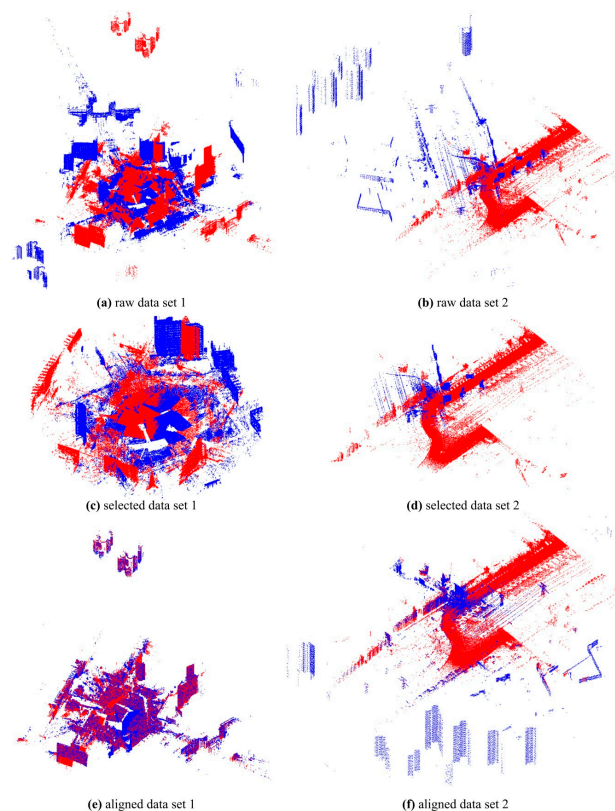 (a) raw data set 1
(b) raw data set 2
(c) selected data set 1
(d) selected data set 2
(e) aligned data set 1
(f) aligned data set 2